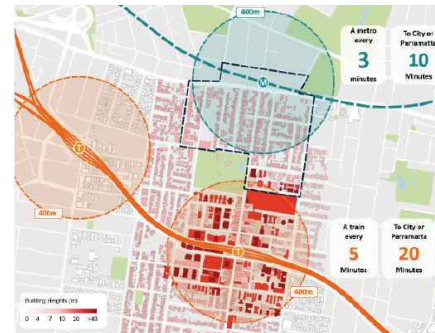 400m
A metro
every
3
minutes
To City or
Parramatta
10
Minutes
M
T
400m
T
400m
A train
every
5
Minutes
To City or
Parramatta
20
Minutes
Building Heights (m)
0 4 10 20 >40